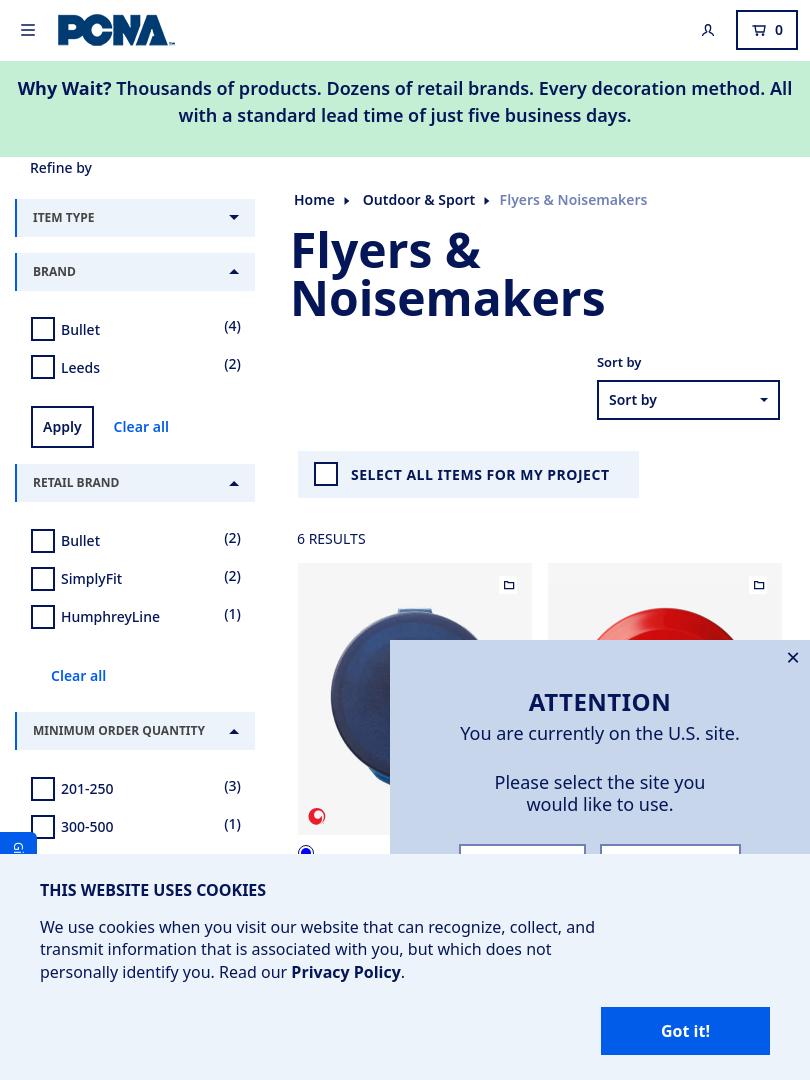 PCNA
0
Why Wait? Thousands of products. Dozens of retail brands. Every decoration method. All
with a standard lead time of just five business days.
Refine by
ITEM TYPE
BRAND
Bullet (4)
Leeds (2)
Apply Clear all
RETAIL BRAND
Bullet (2)
SimplyFit (2)
HumphreyLine (1)
Clear all
MINIMUM ORDER QUANTITY
201-250 (3)
300-500 (1)
Home Outdoor & Sport Flyers & Noisemakers
Flyers &
Noisemakers
Sort by
Sort by
SELECT ALL ITEMS FOR MY PROJECT
6 RESULTS
ATTENTION
You are currently on the U.S. site.
Please select the site you
would like to use.
THIS WEBSITE USES COOKIES
We use cookies when you visit our website that can recognize, collect, and
transmit information that is associated with you, but which does not
personally identify you. Read our Privacy Policy.
Got it!